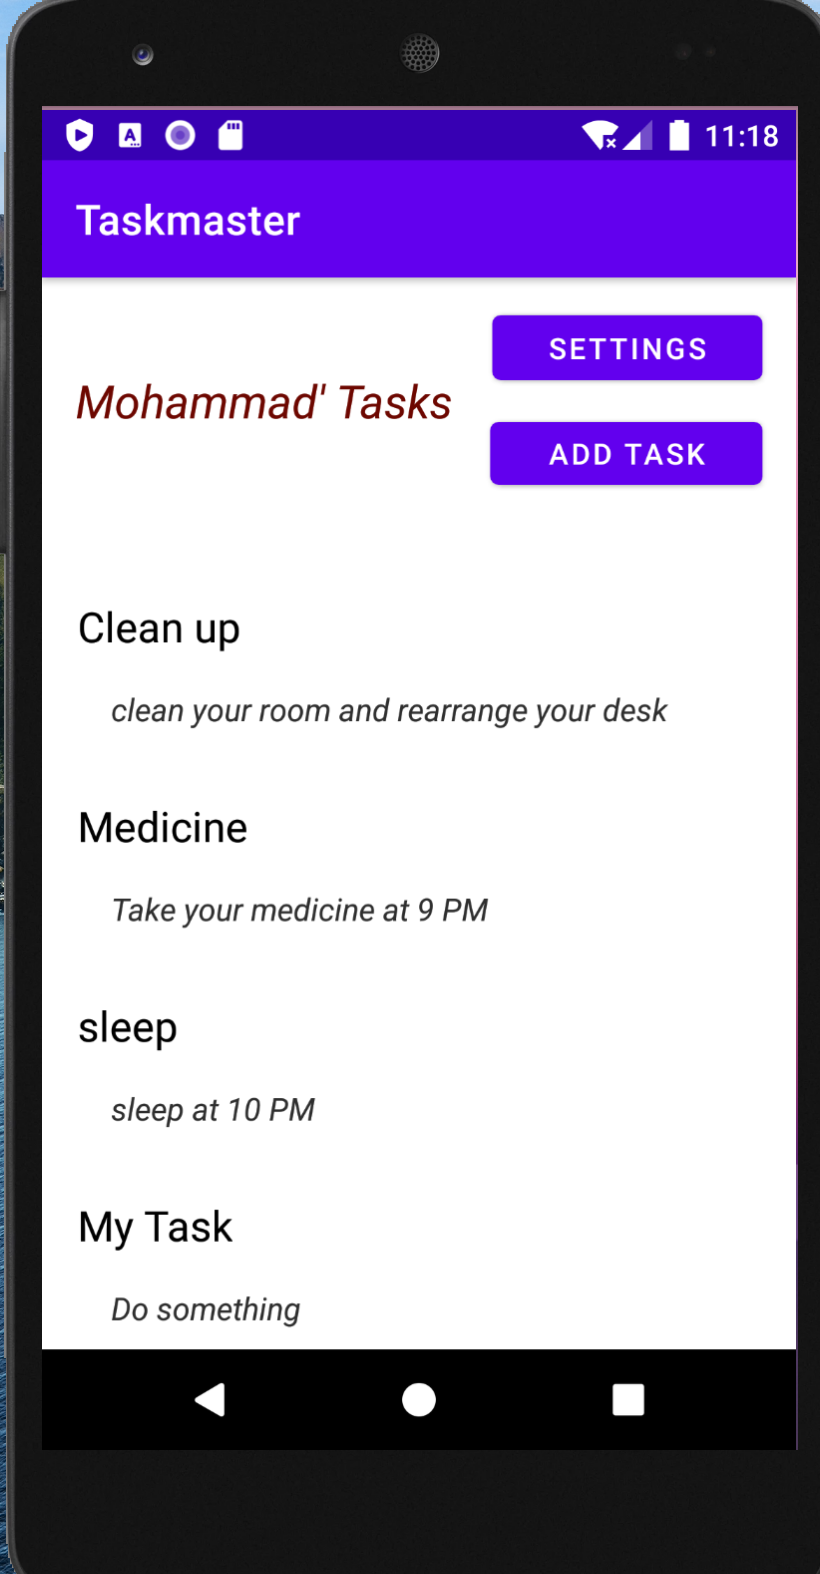 11:18
Taskmaster
SETTINGS
Mohammad' Tasks
ADD TASK
Clean up
clean your room and rearrange your desk
Medicine
Take your medicine at 9 PM
sleep
sleep at 10 PM
My Task
Do something